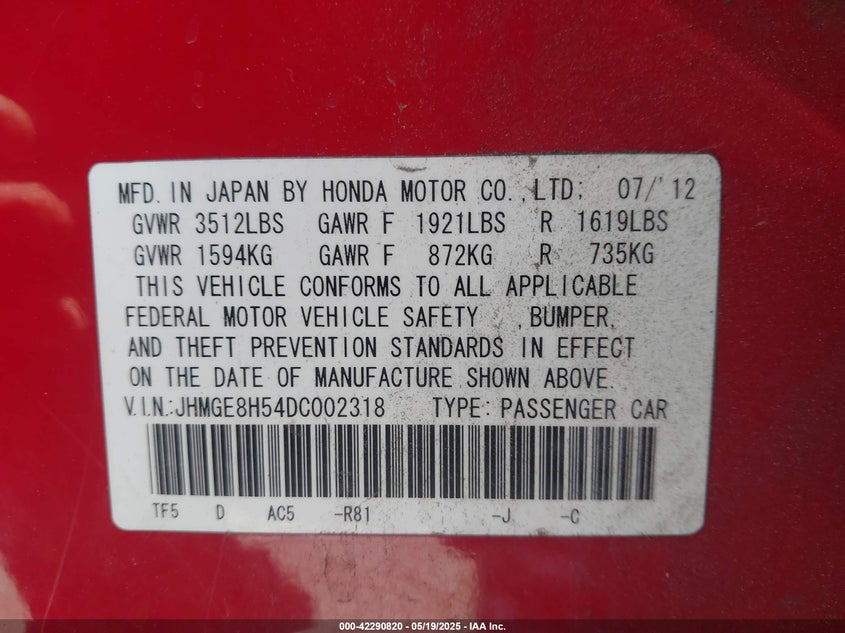 MFD. IN JAPAN BY HONDA MOTOR CO., LTD; 07/'12
GVWR 3512LBS GAWR F 1921LBS R 1619LBS
GVWR 1594KG GAWR F 872KG R 735KG
THIS VEHICLE CONFORMS TO ALL APPLICABLE
FEDERAL MOTOR VEHICLE SAFETY , BUMPER,
AND THEFT PREVENTION STANDARDS IN EFFECT
ON THE DATE OF MANUFACTURE SHOWN ABOVE.
V.I.N.:JHMGE8H54DC002318 TYPE: PASSENGER CAR
TF5 D AC5 -R81 -J -C
000-42290820 | 05/19/2025 - IAA Inc.